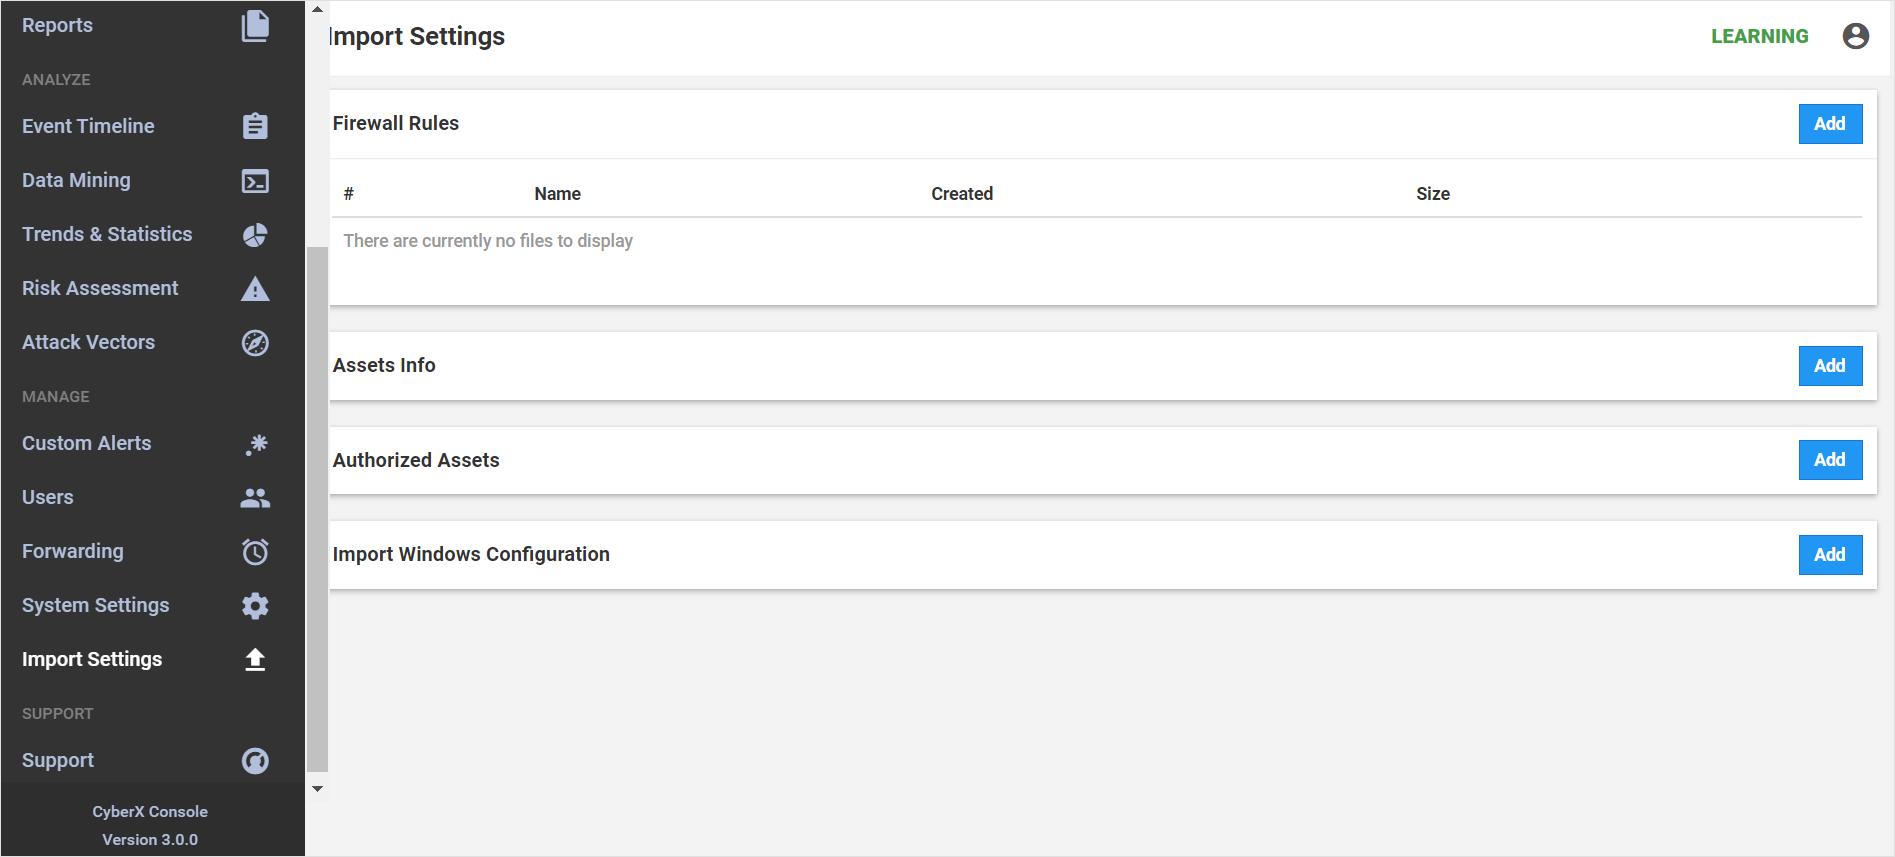 Reports
ANALYZE
Event Timeline
Data Mining
Trends & Statistics
Risk Assessment
Attack Vectors
MANAGE
Custom Alerts
Users
Forwarding
System Settings
Import Settings
SUPPORT
Support
CyberX Console
Version 3.0.0
Import Settings
LEARNING
Firewall Rules
Add
# Name Created Size
There are currently no files to display
Assets Info
Add
Authorized Assets
Add
Import Windows Configuration
Add